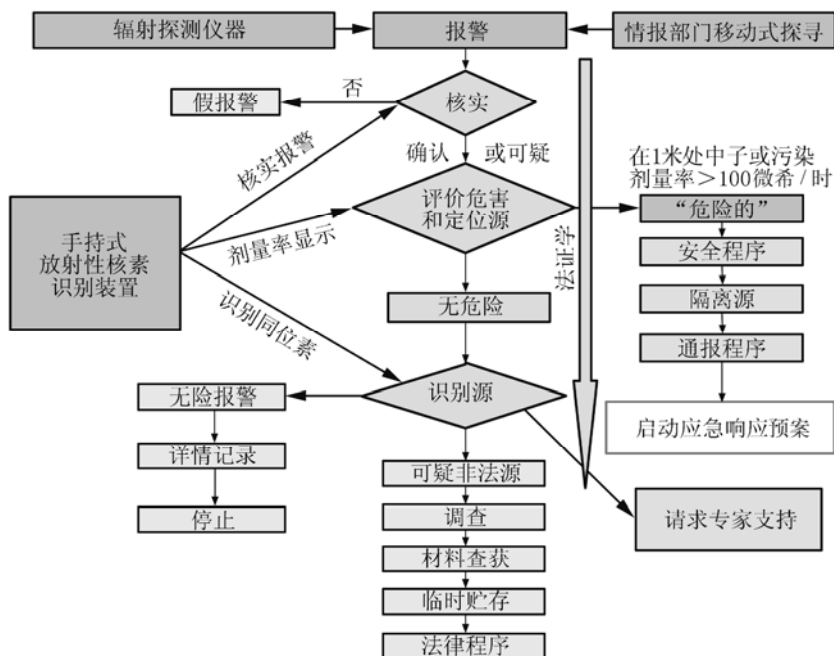 辐射探测仪器
报警
情报部门移动式探寻
否
假报警
核实
核实报警
确认
或可疑
在1米处中子或污染
剂量率＞100微希/时
手持式
放射性核素
识别装置
剂量率显示
评价危害
和定位源
“危险的”
安全程序
法证学
隔离源
无危险
识别同位素
通报程序
无险报警
识别源
启动应急响应预案
详情记录
可疑非法源
停止
调查
请求专家支持
材料查获
临时贮存
法律程序